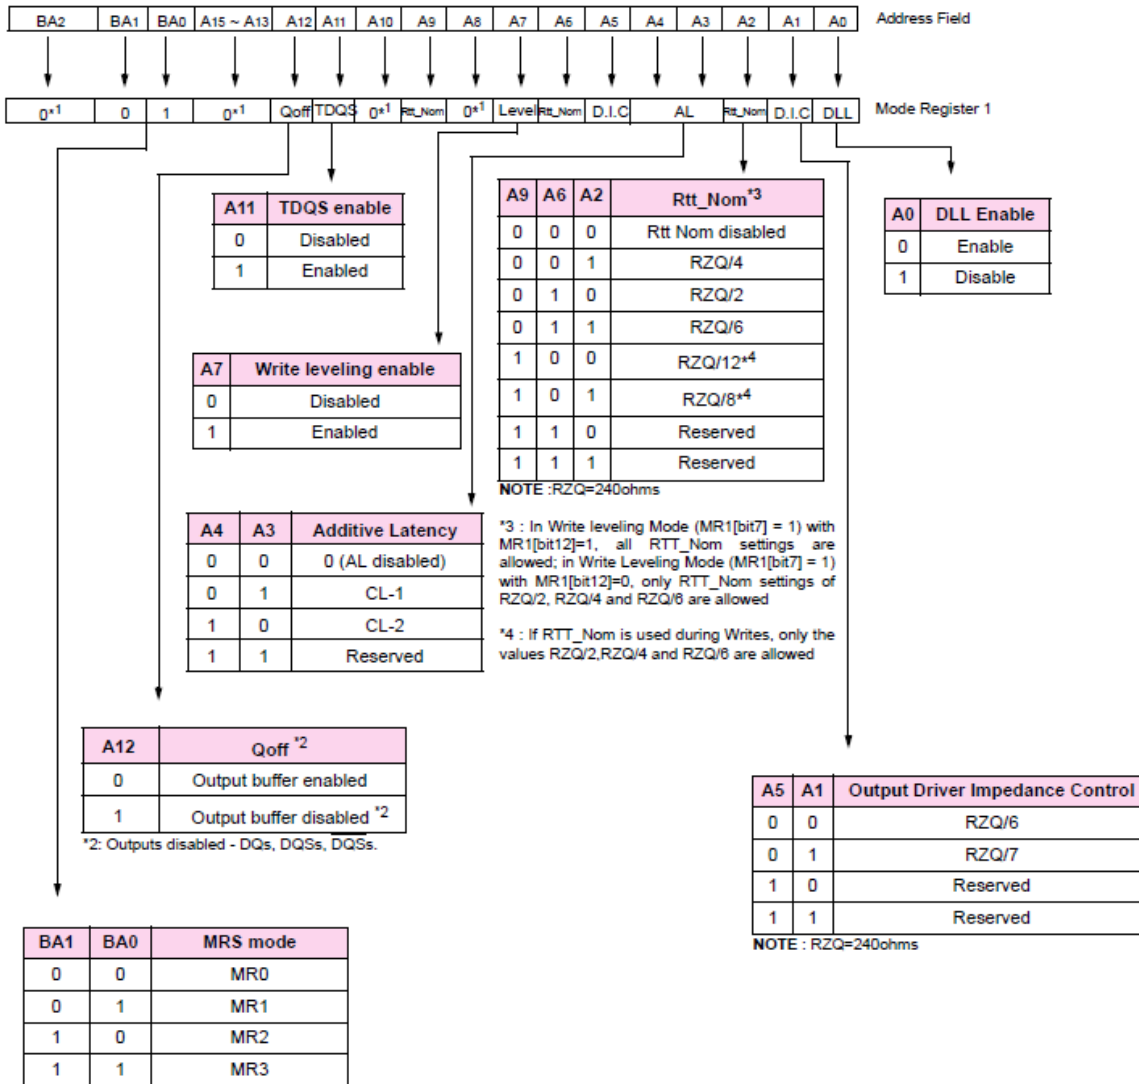 BA2 BA1 BA0 A15 ~ A13 A12 A11 A10 A9 A8 A7 A6 A5 A4 A3 A2 A1 A0 Address Field
0*1 0 1 0*1 Qoff TDQS 0*1 Rtt_Nom 0*1 Level Rtt_Nom D.I.C AL Rtt_Nom D.I.C DLL Mode Register 1
A11 TDQS enable
0 Disabled
1 Enabled
A9 A6 A2 Rtt_Nom*3
0 0 0 Rtt Nom disabled
0 0 1 RZQ/4
0 1 0 RZQ/2
0 1 1 RZQ/6
1 0 0 RZQ/12*4
1 0 1 RZQ/8*4
1 1 0 Reserved
1 1 1 Reserved
NOTE :RZQ=240ohms
*3 : In Write leveling Mode (MR1[bit7] = 1) with
MR1[bit12]=1, all RTT_Nom settings are
allowed; in Write Leveling Mode (MR1[bit7] = 1)
with MR1[bit12]=0, only RTT_Nom settings of
RZQ/2, RZQ/4 and RZQ/6 are allowed
*4 : If RTT_Nom is used during Writes, only the
values RZQ/2,RZQ/4 and RZQ/6 are allowed
A0 DLL Enable
0 Enable
1 Disable
A7 Write leveling enable
0 Disabled
1 Enabled
A4 A3 Additive Latency
0 0 0 (AL disabled)
0 1 CL-1
1 0 CL-2
1 1 Reserved
A12 Qoff *2
0 Output buffer enabled
1 Output buffer disabled *2
*2: Outputs disabled - DQs, DQSs, DQSs.
A5 A1 Output Driver Impedance Control
0 0 RZQ/6
0 1 RZQ/7
1 0 Reserved
1 1 Reserved
NOTE : RZQ=240ohms
BA1 BA0 MRS mode
0 0 MR0
0 1 MR1
1 0 MR2
1 1 MR3